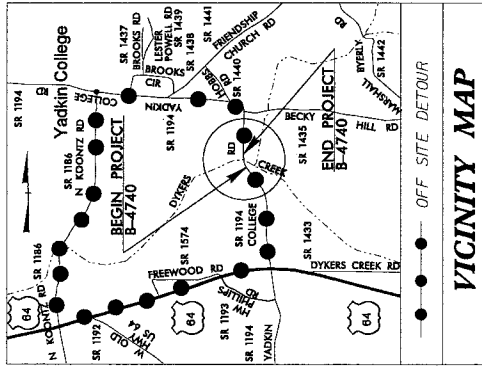 SR 1194
YADKIN COLLEGE RD
Yadkin College
SR 1437
BROOKS RD
LESTER POWELL RD
SR 1439
SR 1438
SR 1441
BROOKS CIR
FRIENDSHIP CHURCH RD
HOBBS RD
SR 1440
BYERLY RD
SR 1442
MARSHALL
SR 1186
N KOONTZ RD
SR 1194
BEGIN PROJECT
B-4740
DYKERS CREEK
RD
BECKY HILL RD
SR 1435
END PROJECT
B-4740
SR 1186
N KOONTZ RD
SR 1574
SR 1194
COLLEGE
SR 1433
FREEWOOD RD
DYKERS CREEK RD
64
SR 1192
W OLD
HWY
US 64
64
SR 1193
HW PHILLIPS RD
SR 1194
YADKIN
64
OFF SITE DETOUR
VICINITY MAP